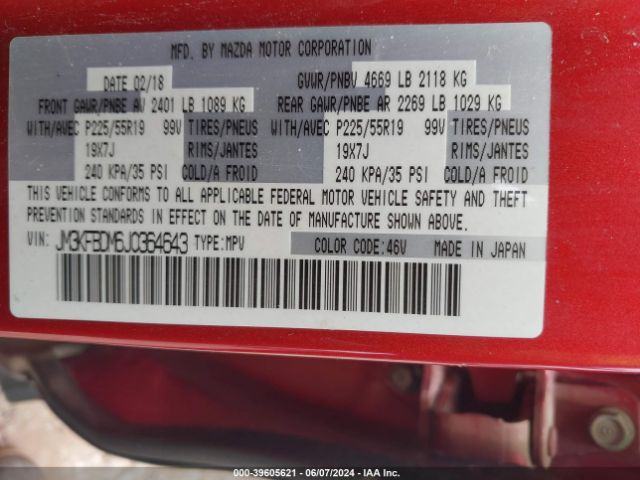 MFD. BY MAZDA MOTOR CORPORATION
DATE 02/18 GVWR/PNBV 4669 LB 2118 KG
FRONT GAWR/PNBE AV 2401 LB 1089 KG REAR GAWR/PNBE AR 2269 LB 1029 KG
WITH/AVEC P225/55R19 99V TIRES/PNEUS WITH/AVEC P225/55R19 99V TIRES/PNEUS
19X7J RIMS/JANTES 19X7J RIMS/JANTES
240 KPA/35 PSI COLD/A FROID 240 KPA/35 PSI COLD/A FROID
THIS VEHICLE CONFORMS TO ALL APPLICABLE FEDERAL MOTOR VEHICLE SAFETY AND THEFT
PREVENTION STANDARDS IN EFFECT ON THE DATE OF MANUFACTURE SHOWN ABOVE.
VIN: JM3KFBDM6J0364643 TYPE:MPV COLOR CODE:46V MADE IN JAPAN
000-39605621 - 06/07/2024 - IAA Inc.